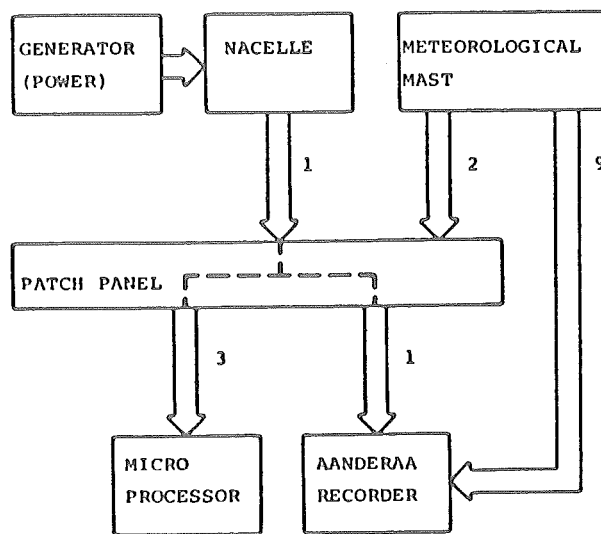 GENERATOR
(POWER)
NACELLE
METEOROLOGICAL
MAST
1
2
9
PATCH PANEL
3
1
MICRO
PROCESSOR
AANDERAA
RECORDER